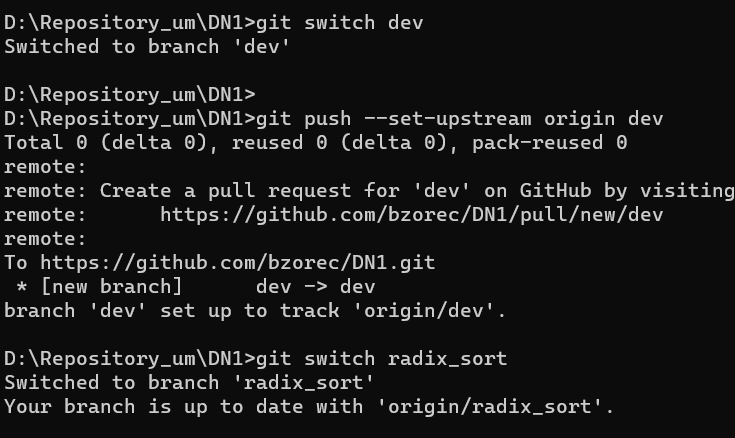 D:\Repository_um\DN1>git switch dev
Switched to branch 'dev'
D:\Repository_um\DN1>
D:\Repository_um\DN1>git push --set-upstream origin dev
Total 0 (delta 0), reused 0 (delta 0), pack-reused 0
remote:
remote: Create a pull request for 'dev' on GitHub by visiting
remote:      https://github.com/bzorec/DN1/pull/new/dev
remote:
To https://github.com/bzorec/DN1.git
 * [new branch]      dev -> dev
branch 'dev' set up to track 'origin/dev'.
D:\Repository_um\DN1>git switch radix_sort
Switched to branch 'radix_sort'
Your branch is up to date with 'origin/radix_sort'.